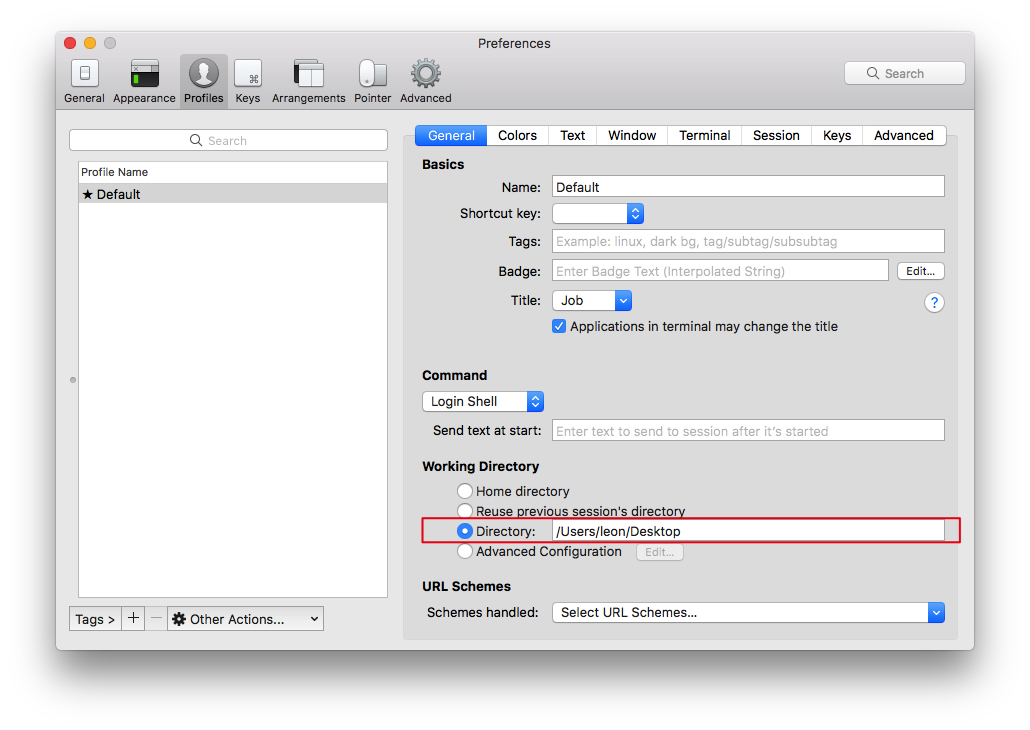 Preferences
General Appearance Profiles Keys Arrangements Pointer Advanced
Search
Search
Profile Name
★ Default
Tags > + − Other Actions...
General Colors Text Window Terminal Session Keys Advanced
Basics
Name: Default
Shortcut key:
Tags: Example: linux, dark bg, tag/subtag/subsubtag
Badge: Enter Badge Text (Interpolated String) Edit...
Title: Job ?
Applications in terminal may change the title
Command
Login Shell
Send text at start: Enter text to send to session after it's started
Working Directory
Home directory
Reuse previous session's directory
Directory: /Users/leon/Desktop
Advanced Configuration Edit...
URL Schemes
Schemes handled: Select URL Schemes...